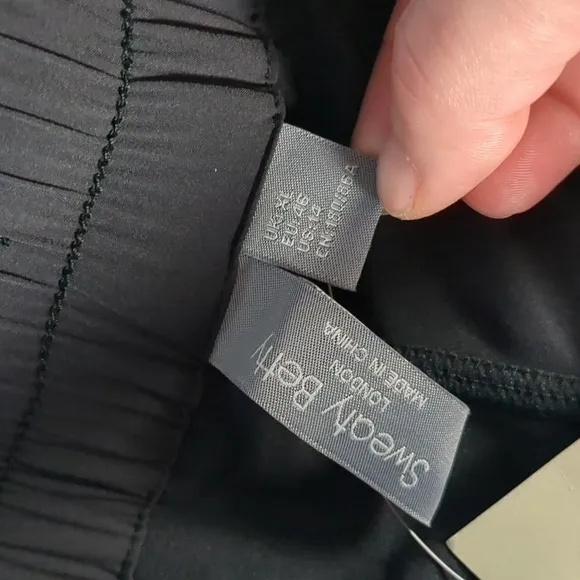 UK: XL
EU: 46
US: 14
Sweaty Betty
LONDON
MADE IN CHINA